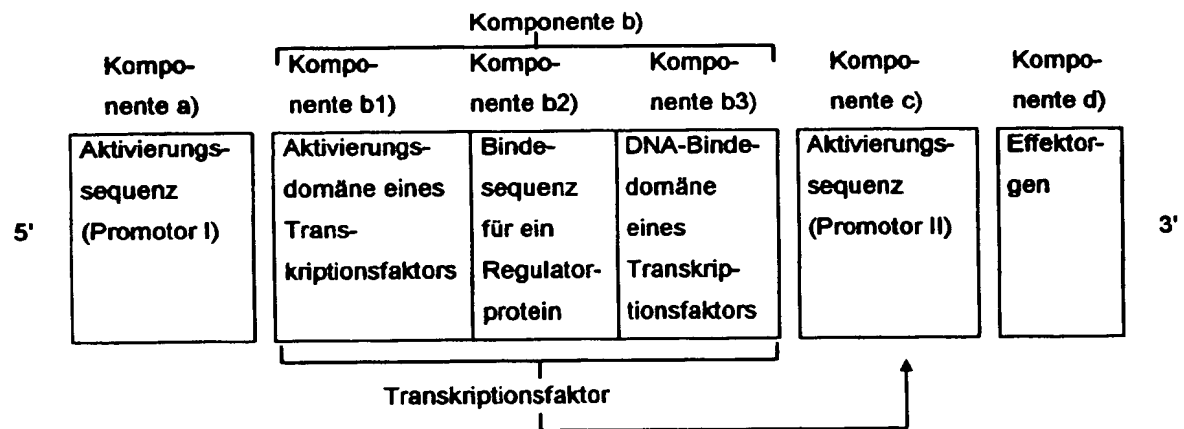 Komponente b)
Kompo-
nente a)
Kompo-
nente b1)
Kompo-
nente b2)
Kompo-
nente b3)
Kompo-
nente c)
Kompo-
nente d)
5'
Aktivierungs-
sequenz
(Promotor I)
Aktivierungs-
domäne eines
Trans-
kriptionsfaktors
Binde-
sequenz
für ein
Regulator-
protein
DNA-Binde-
domäne
eines
Transkrip-
tionsfaktors
Aktivierungs-
sequenz
(Promotor II)
Effektor-
gen
3'
Transkriptionsfaktor